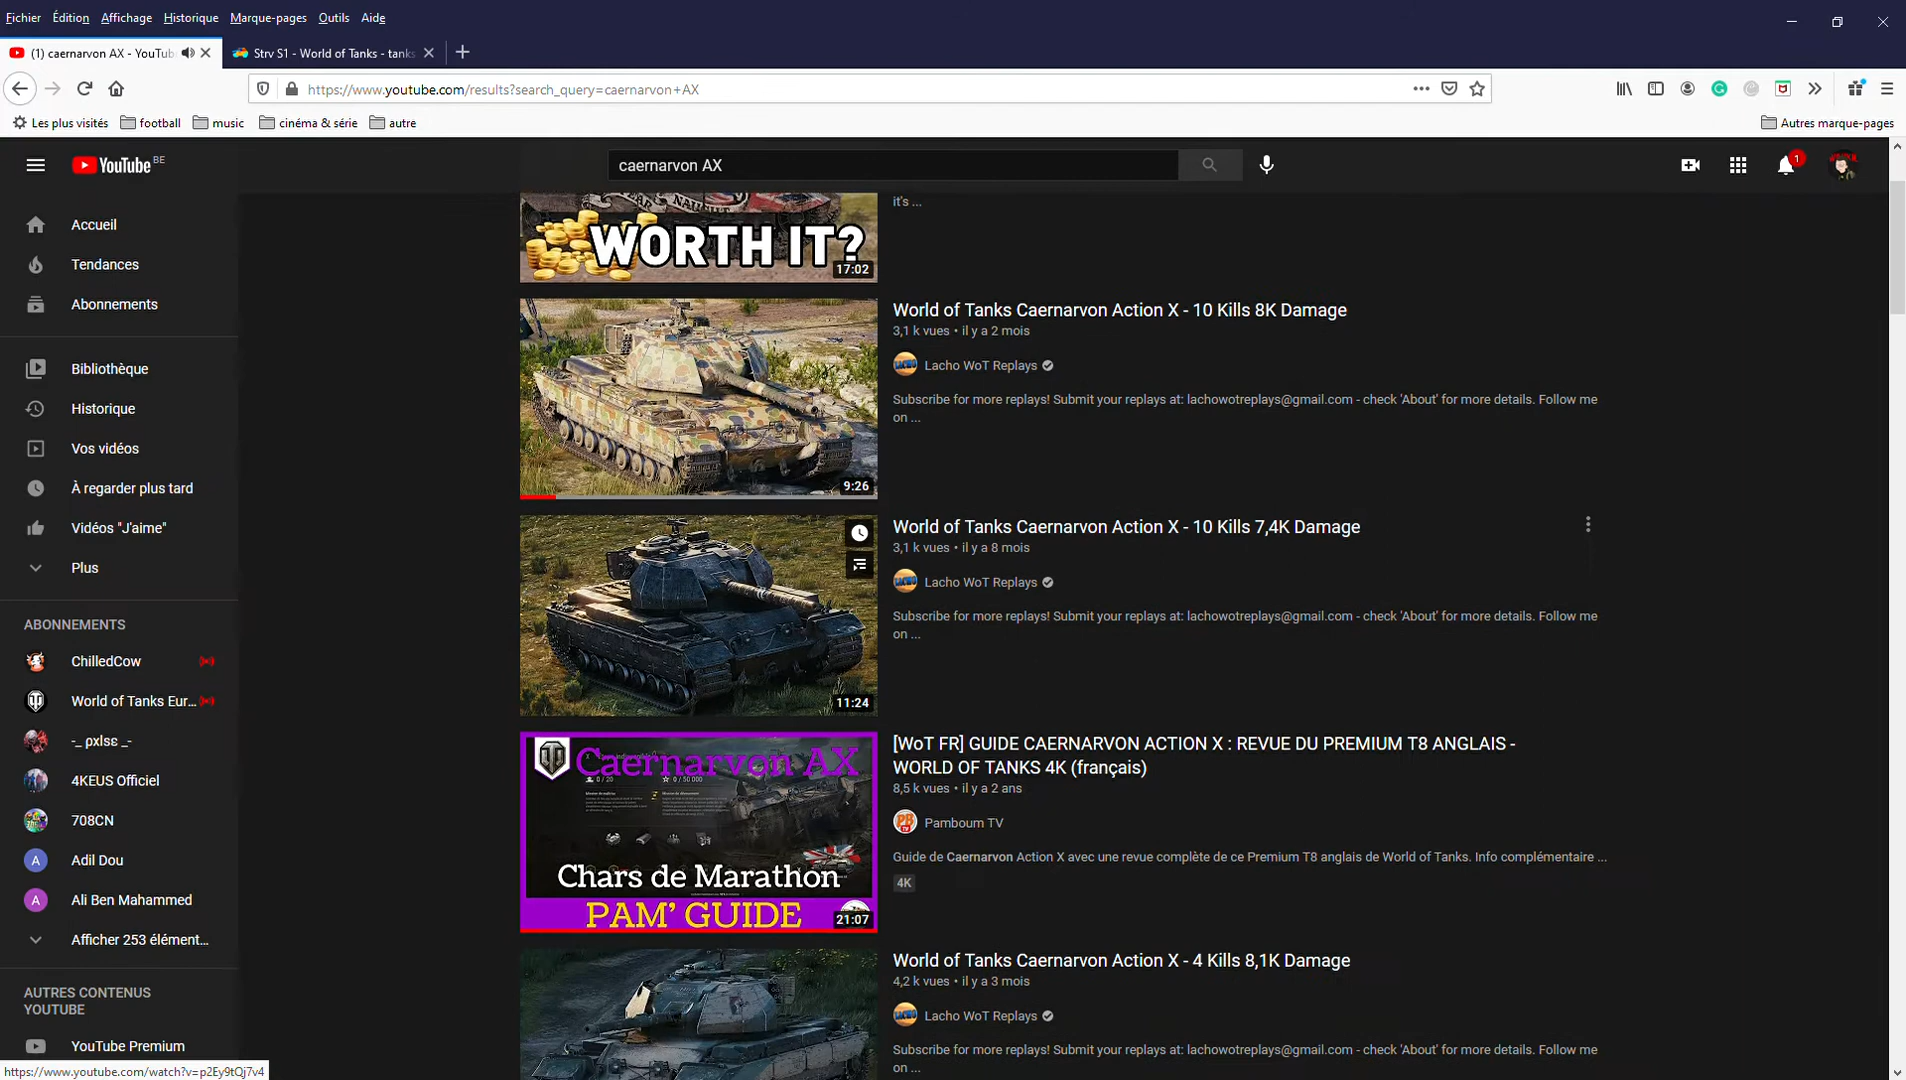 Fichier Édition Affichage Historique Marque-pages Outils Aide
(1) caernarvon AX - YouTub
Strv S1 - World of Tanks - tanks
https://www.youtube.com/results?search_query=caernarvon+AX
Les plus visités football music cinéma & série autre Autres marque-pages
YouTube BE
caernarvon AX
1
Accueil
Tendances
Abonnements
Bibliothèque
Historique
Vos vidéos
À regarder plus tard
Vidéos "J'aime"
Plus
ABONNEMENTS
ChilledCow
World of Tanks Eur...
-_ ρxlsε _-
4KEUS Officiel
708CN
A Adil Dou
A Ali Ben Mahammed
Afficher 253 élément...
AUTRES CONTENUS
YOUTUBE
YouTube Premium
https://www.youtube.com/watch?v=p2Ey9tQj7v4
WORTH IT?
17:02
it's ...
9:26
World of Tanks Caernarvon Action X - 10 Kills 8K Damage
3,1 k vues • il y a 2 mois
Lacho WoT Replays
Subscribe for more replays! Submit your replays at: lachowotreplays@gmail.com - check 'About' for more details. Follow me
on ...
11:24
World of Tanks Caernarvon Action X - 10 Kills 7,4K Damage
3,1 k vues • il y a 8 mois
Lacho WoT Replays
Subscribe for more replays! Submit your replays at: lachowotreplays@gmail.com - check 'About' for more details. Follow me
on ...
Caernarvon AX
0 / 20 0 / 50 000
Chars de Marathon
PAM' GUIDE
21:07
[WoT FR] GUIDE CAERNARVON ACTION X : REVUE DU PREMIUM T8 ANGLAIS -
WORLD OF TANKS 4K (français)
8,5 k vues • il y a 2 ans
Pamboum TV
Guide de Caernarvon Action X avec une revue complète de ce Premium T8 anglais de World of Tanks. Info complémentaire ...
4K
World of Tanks Caernarvon Action X - 4 Kills 8,1K Damage
4,2 k vues • il y a 3 mois
Lacho WoT Replays
Subscribe for more replays! Submit your replays at: lachowotreplays@gmail.com - check 'About' for more details. Follow me
on ...